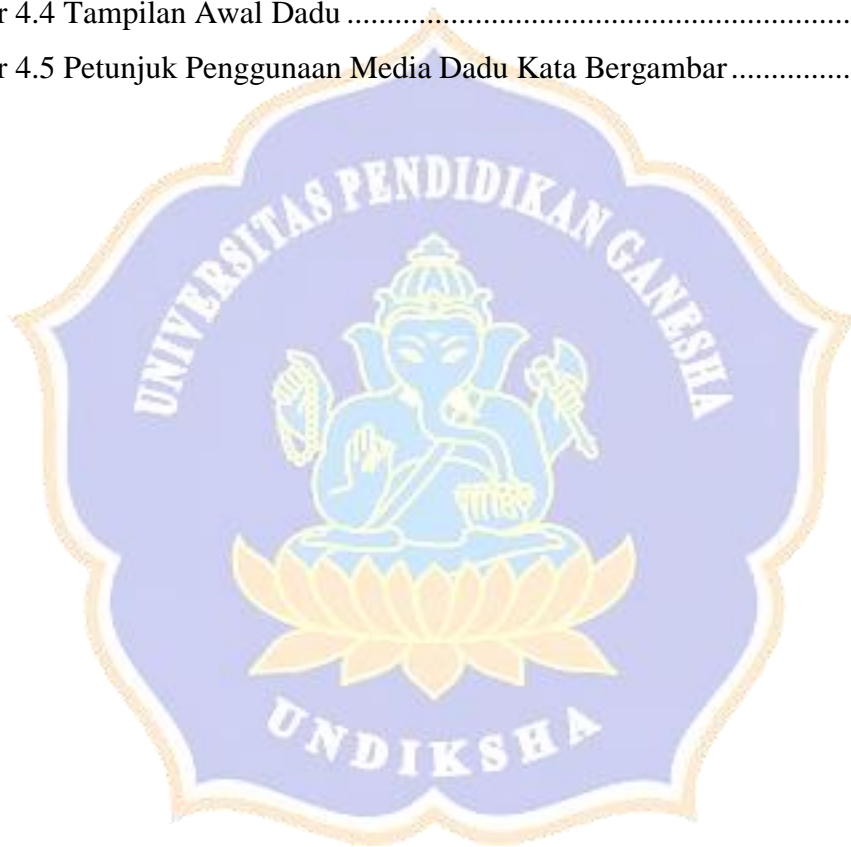 r 4.4 Tampilan Awal Dadu ................................................................
r 4.5 Petunjuk Penggunaan Media Dadu Kata Bergambar ...............
UNIVERSITAS PENDIDIKAN GANESHA
UNDIKSHA